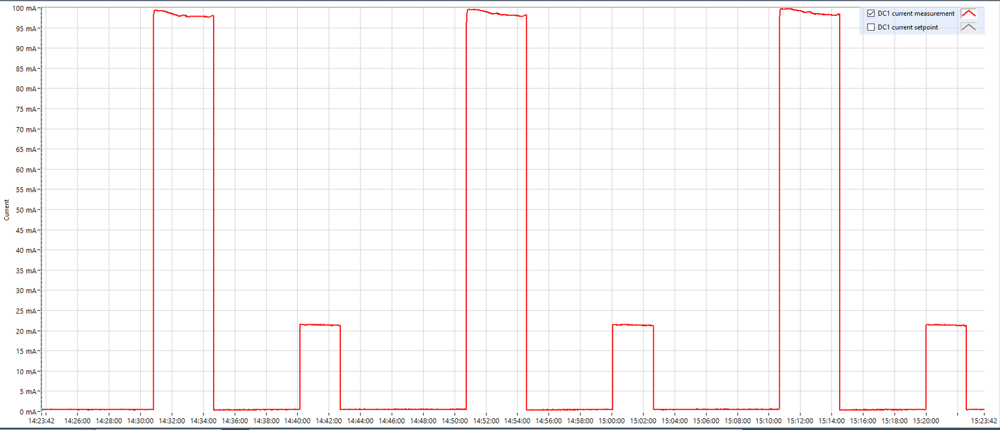 100 mA
95 mA
90 mA
85 mA
80 mA
75 mA
70 mA
65 mA
60 mA
55 mA
50 mA
45 mA
40 mA
35 mA
30 mA
25 mA
20 mA
15 mA
10 mA
5 mA
0 mA
Current
DC1 current measurement
DC1 current setpoint
14:23:42 14:26:00 14:28:00 14:30:00 14:32:00 14:34:00 14:36:00 14:38:00 14:40:00 14:42:00 14:44:00 14:46:00 14:48:00 14:50:00 14:52:00 14:54:00 14:56:00 14:58:00 15:00:00 15:02:00 15:04:00 15:06:00 15:08:00 15:10:00 15:12:00 15:14:00 15:16:00 15:18:00 15:20:00 15:23:42